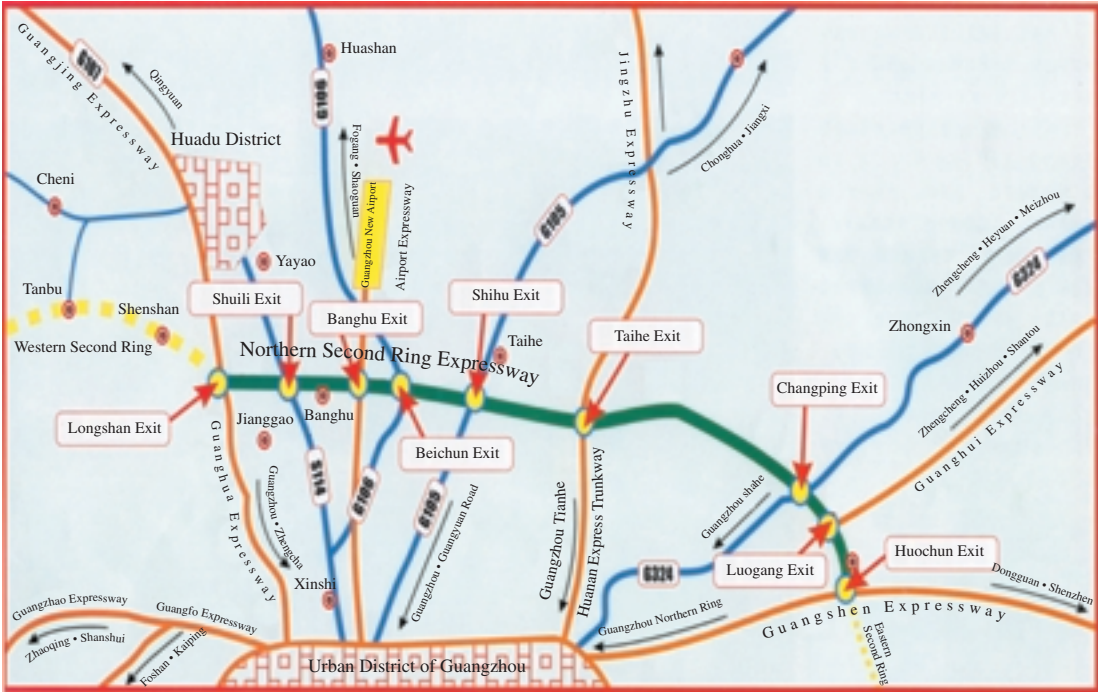 Guangjing Expressway
G107
Qingyuan
Huadu District
Cheni
Tanbu
Shenshan
Western Second Ring
Yayao
Huashan
G106
Fogang • Shaoguan
Guangzhou New Airport
Airport Expressway
Jingzhu Expressway
Chonghua • Jiangxi
G105
Zhengcheng • Heyuan • Meizhou
G324
Zhongxin
Zhengcheng • Huizhou • Shantou
Guanghui Expressway
Shuili Exit
Banghu Exit
Shihu Exit
Taihe
Taihe Exit
Northern Second Ring Expressway
Changping Exit
Longshan Exit
Banghu
Jianggao
Beichun Exit
Guanghua Expressway
Guangzhou • Zhengcha
S114
G106
G105
Guangzhou • Guangyuan Road
Guangzhou Tianhe
Huanan Express Trunkway
Guangzhou shahe
G324
Luogang Exit
Huochun Exit
Dongguan • Shenzhen
Guangshen Expressway
Eastern
Second Ring
Guangzhou Northern Ring
Xinshi
Guangzhao Expressway
Guangfo Expressway
Zhaoqing • Shanshui
Foshan • Kaiping
Urban District of Guangzhou